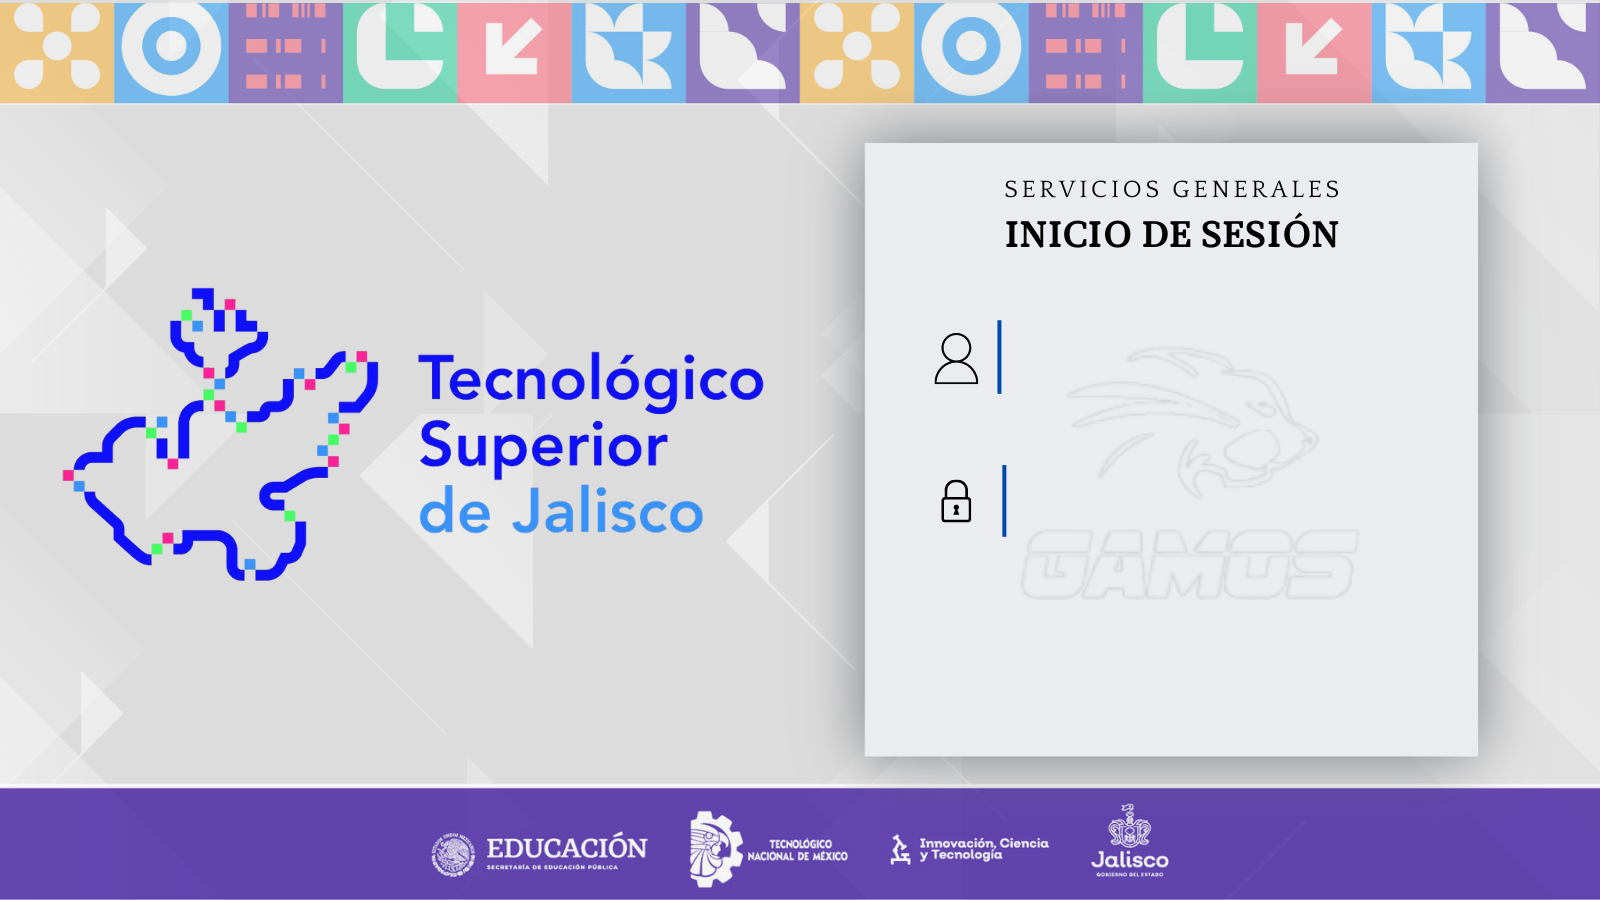 SERVICIOS GENERALES
INICIO DE SESIÓN
Tecnológico
Superior
de Jalisco
GAMOS
EDUCACIÓN
SECRETARÍA DE EDUCACIÓN PÚBLICA
TECNOLÓGICO
NACIONAL DE MÉXICO
Innovación, Ciencia
y Tecnología
Jalisco
GOBIERNO DEL ESTADO